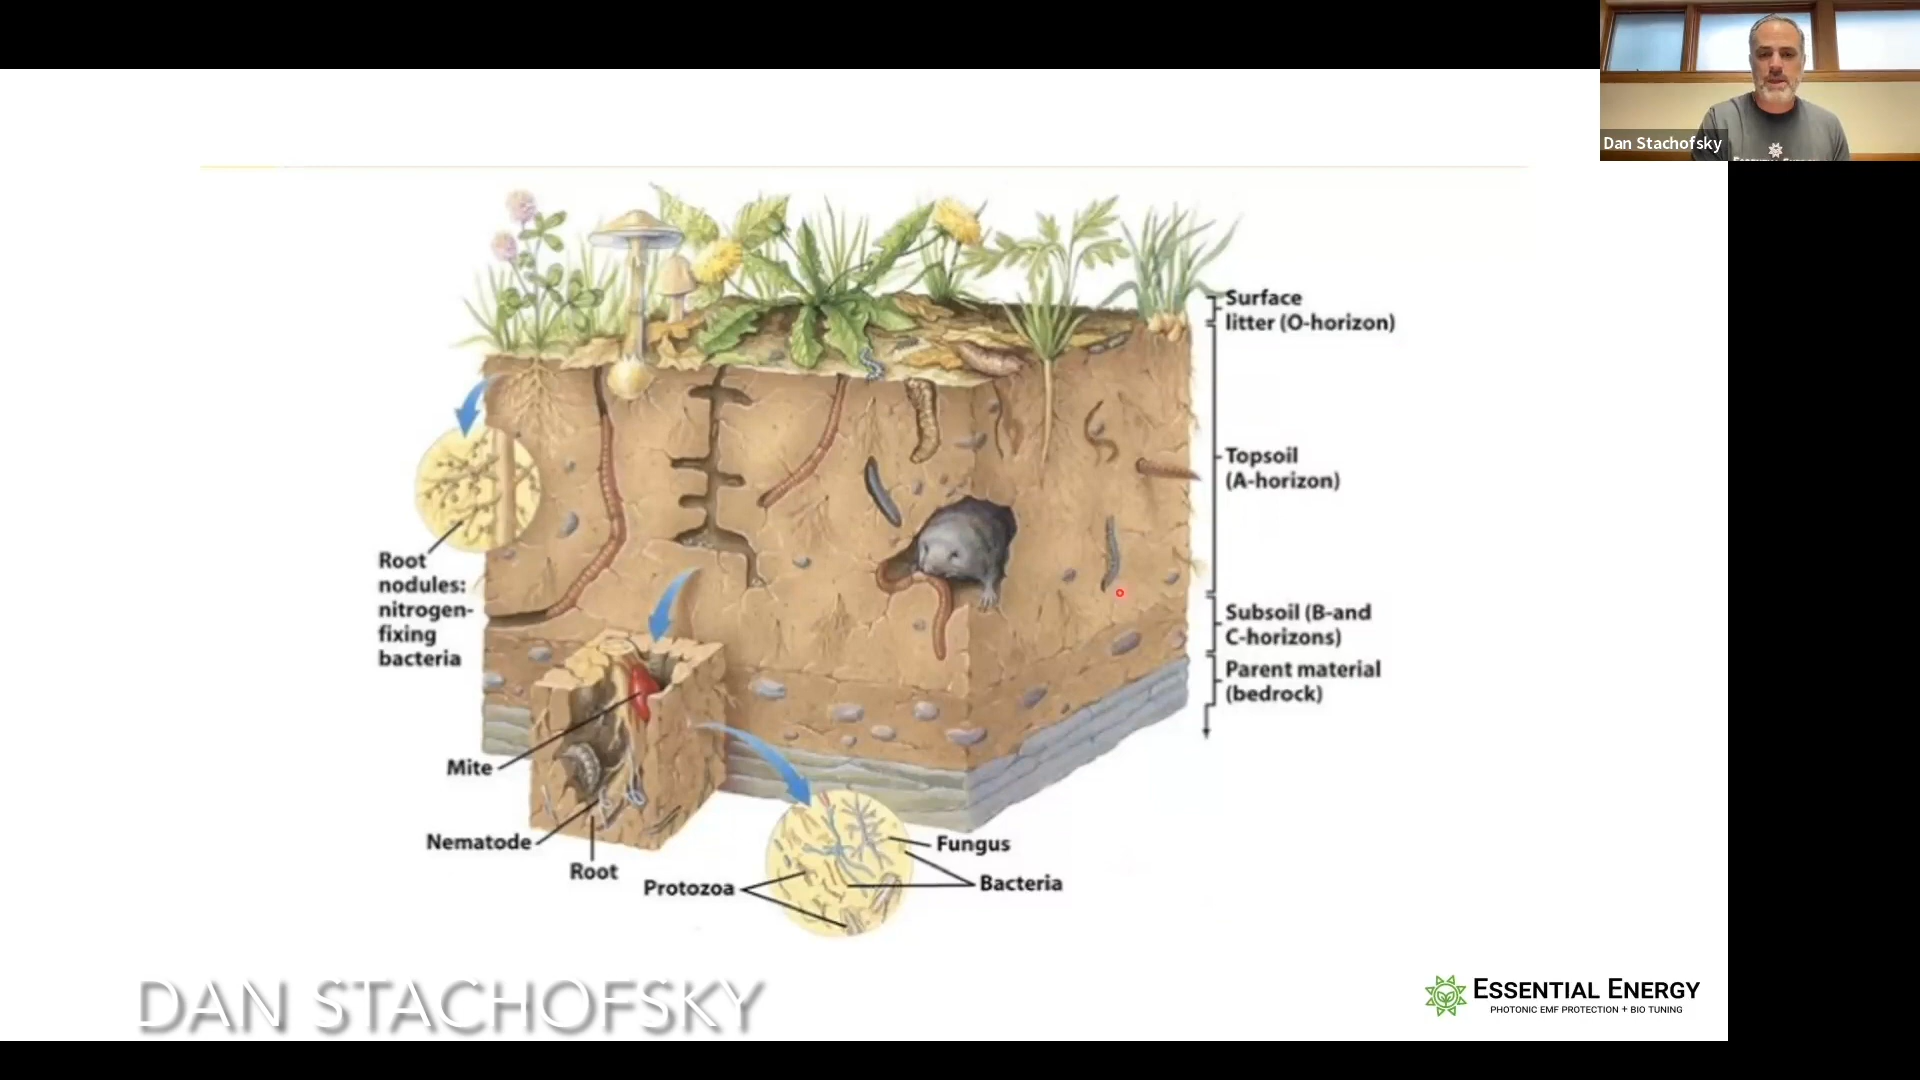 Dan Stachofsky
Surface
litter (O-horizon)
Topsoil
(A-horizon)
Root
nodules:
nitrogen-
fixing
bacteria
Subsoil (B-and
C-horizons)
Parent material
(bedrock)
Mite
Nematode
Root
Protozoa
Fungus
Bacteria
DAN STACHOFSKY
ESSENTIAL ENERGY
PHOTONIC EMF PROTECTION + BIO TUNING